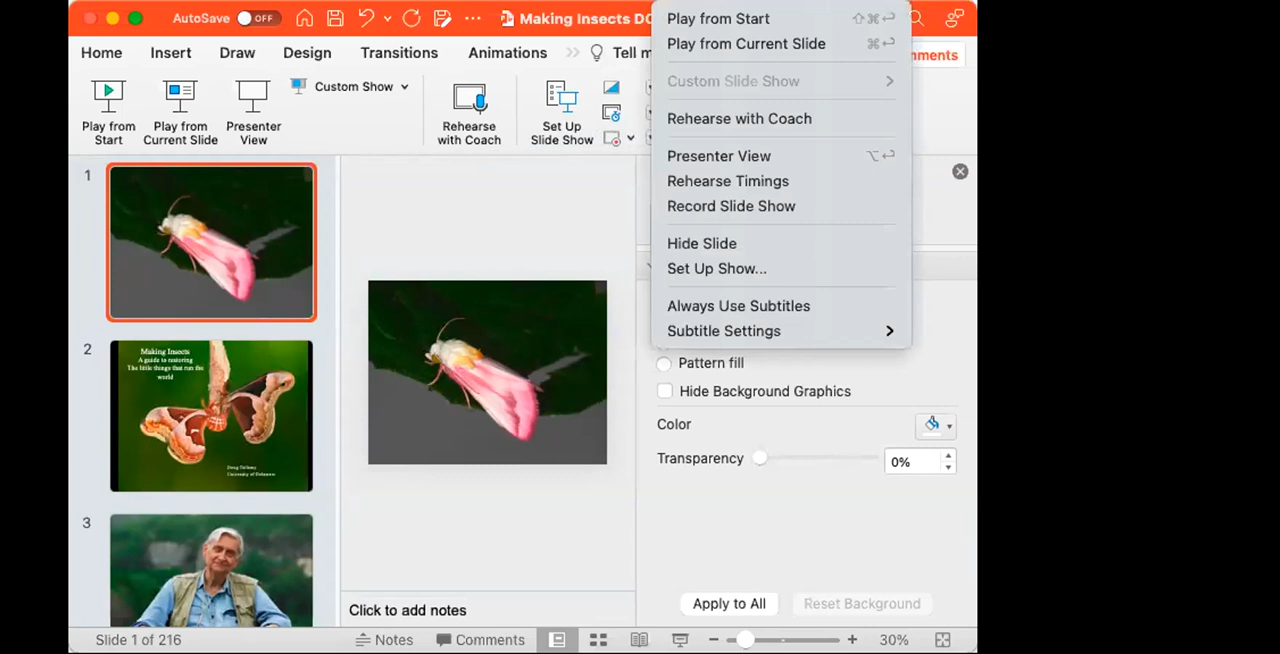 AutoSave OFF
Making Insects DO
Home Insert Draw Design Transitions Animations Tell m
mments
Play from Start
Play from Current Slide
Presenter View
Custom Show
Rehearse with Coach
Set Up Slide Show
Play from Start ⇧⌘↩
Play from Current Slide ⌘↩
Custom Slide Show
Rehearse with Coach
Presenter View ⌥↩
Rehearse Timings
Record Slide Show
Hide Slide
Set Up Show...
Always Use Subtitles
Subtitle Settings
1
2
Making Insects
A guide to restoring
The little things that run the
world
Doug Tallamy
University of Delaware
3
Pattern fill
Hide Background Graphics
Color
Transparency 0%
Apply to All Reset Background
Click to add notes
Slide 1 of 216 Notes Comments 30%